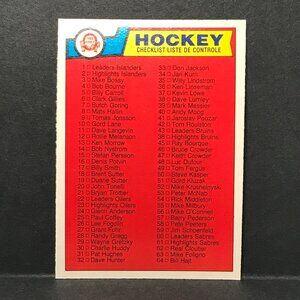 HOCKEY
CHECKLIST LISTE DE CONTROLE
1 Leaders Islanders
2 Highlights Islanders
3 Mike Bossy
4 Bob Bourne
5 Billy Carroll
6 Clark Gillies
7 Butch Goring
8 Mats Hallin
9 Tomas Jonsson
10 Gord Lane
11 Dave Langevin
12 Rollie Melanson
13 Ken Morrow
14 Bob Nystrom
15 Stefan Persson
16 Denis Potvin
17 Billy Smith
18 Brent Sutter
19 Duane Sutter
20 John Tonelli
21 Bryan Trottier
22 Leaders Oilers
23 Highlights Oilers
24 Glenn Anderson
25 Paul Coffey
26 Lee Fogolin
27 Grant Fuhr
28 Randy Gregg
29 Wayne Gretzky
30 Charlie Huddy
31 Pat Hughes
32 Dave Hunter
33 Don Jackson
34 Jari Kurri
35 Willy Lindstrom
36 Ken Linseman
37 Kevin Lowe
38 Dave Lumley
39 Mark Messier
40 Andy Moog
41 Jaroslav Pouzar
42 Tom Roulston
43 Leaders Bruins
44 Highlights Bruins
45 Ray Bourque
46 Bruce Crowder
47 Keith Crowder
48 Luc Dufour
49 Tom Fergus
50 Steve Kasper
51 Gord Kluzak
52 Mike Krushelnyski
53 Peter McNab
54 Rick Middleton
55 Mike Milbury
56 Mike O'Connell
57 Barry Pederson
58 Pete Peeters
59 Jim Schoenfeld
60 Leaders Sabres
61 Highlights Sabres
62 Real Cloutier
63 Mike Foligno
64 Bill Hajt